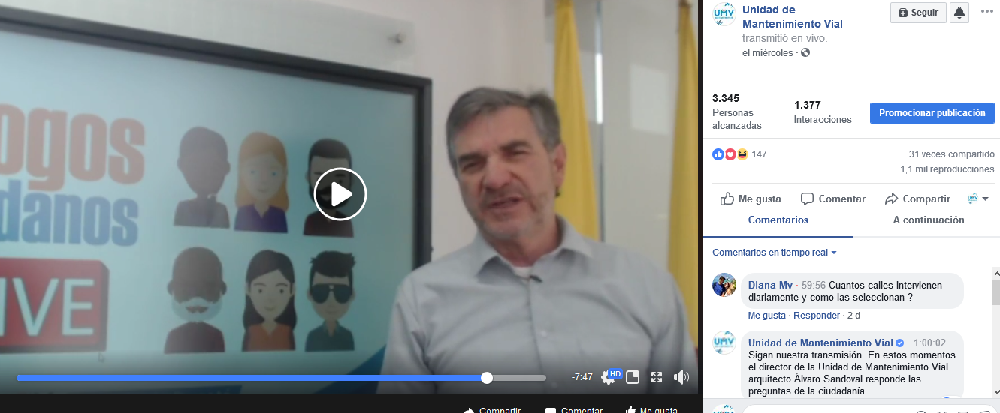 ogos
danos
IVE
-7:47
HD
Compartir
Comentar
Me gusta
UMV
Unidad de
Mantenimiento Vial
transmitió en vivo.
el miércoles ·
Seguir
3.345
Personas
alcanzadas
1.377
Interacciones
Promocionar publicación
147
31 veces compartido
1,1 mil reproducciones
Me gusta
Comentar
Compartir
UMV
Comentarios
A continuación
Comentarios en tiempo real
Diana Mv · 59:56 Cuantos calles intervienen
diariamente y como las seleccionan ?
Me gusta · Responder · 2 d
UMV
Unidad de Mantenimiento Vial · 1:00:02
Sigan nuestra transmisión. En estos momentos
el director de la Unidad de Mantenimiento Vial
arquitecto Álvaro Sandoval responde las
preguntas de la ciudadanía.